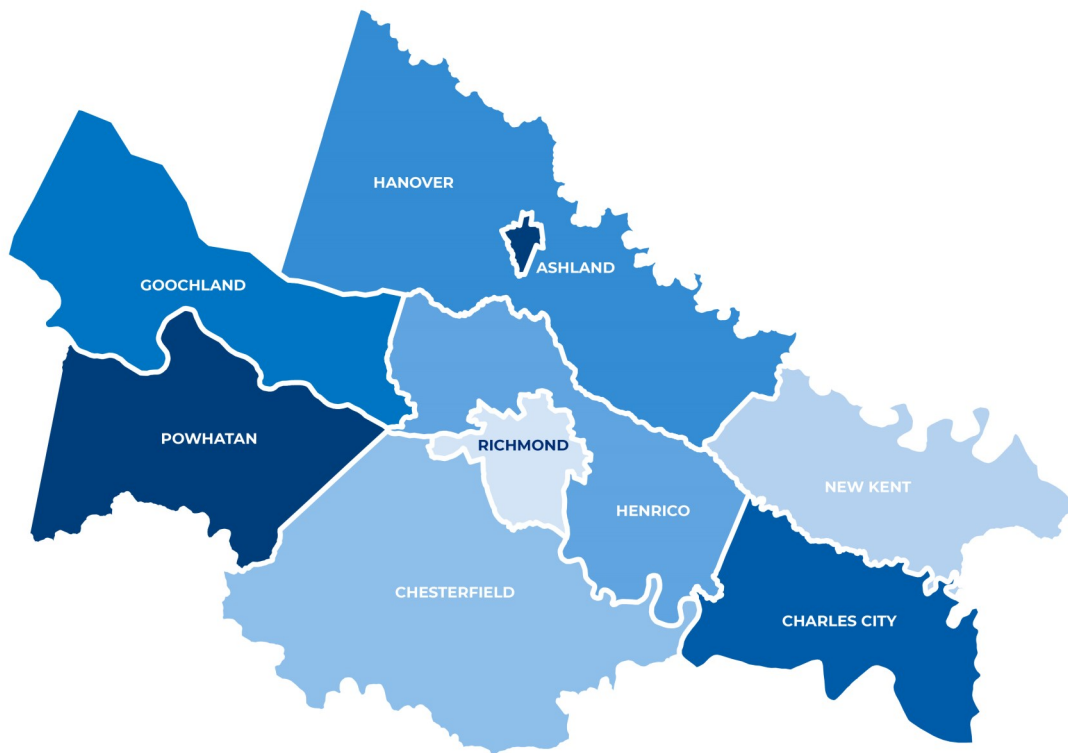 HANOVER
ASHLAND
GOOCHLAND
POWHATAN
RICHMOND
NEW KENT
HENRICO
CHESTERFIELD
CHARLES CITY